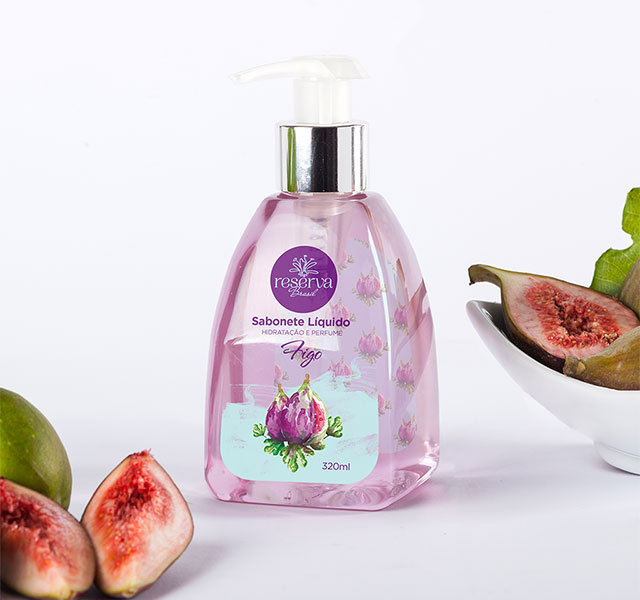 reserva
Brasil
Sabonete Líquido
HIDRATAÇÃO E PERFUME
Figo
320ml